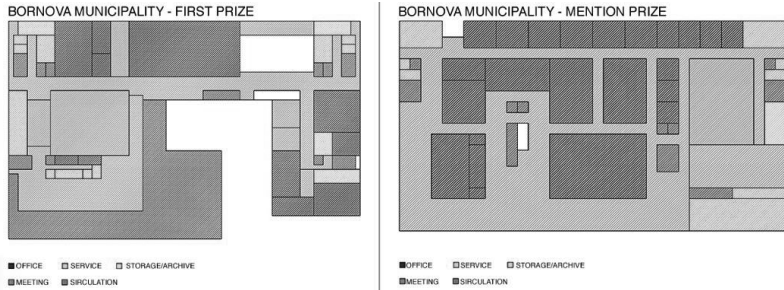 BORNOVA MUNICIPALITY - FIRST PRIZE
OFFICE SERVICE STORAGE/ARCHIVE
MEETING SIRCULATION
BORNOVA MUNICIPALITY - MENTION PRIZE
OFFICE SERVICE STORAGE/ARCHIVE
MEETING SIRCULATION